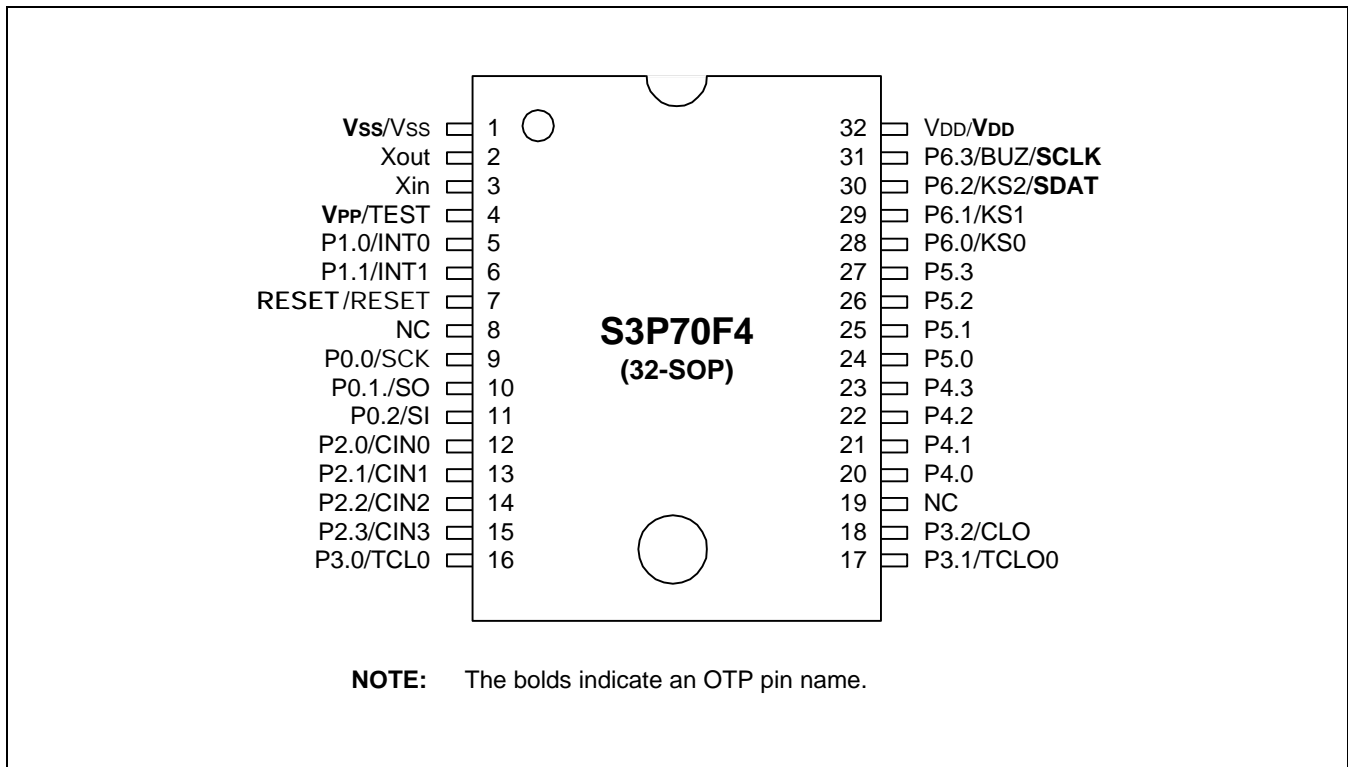 Vss/Vss 1 32 VDD/VDD
Xout 2 31 P6.3/BUZ/SCLK
Xin 3 30 P6.2/KS2/SDAT
VPP/TEST 4 29 P6.1/KS1
P1.0/INT0 5 28 P6.0/KS0
P1.1/INT1 6 27 P5.3
RESET/RESET 7 26 P5.2
NC 8 25 P5.1
P0.0/SCK 9 24 P5.0
P0.1./SO 10 23 P4.3
P0.2/SI 11 22 P4.2
P2.0/CIN0 12 21 P4.1
P2.1/CIN1 13 20 P4.0
P2.2/CIN2 14 19 NC
P2.3/CIN3 15 18 P3.2/CLO
P3.0/TCL0 16 17 P3.1/TCLO0
S3P70F4
(32-SOP)
NOTE: The bolds indicate an OTP pin name.